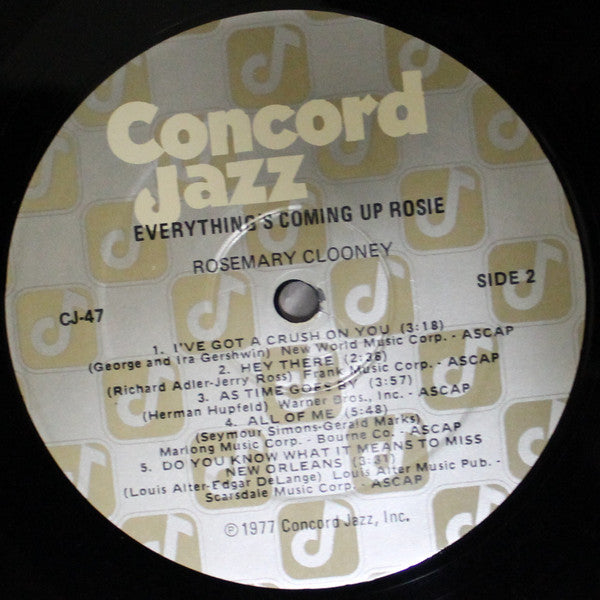 Concord
Jazz
EVERYTHING'S COMING UP ROSIE
ROSEMARY CLOONEY
CJ-47
SIDE 2
1. I'VE GOT A CRUSH ON YOU (3:18)
(George and Ira Gershwin) New World Music Corp. - ASCAP
2. HEY THERE (2:26)
(Richard Adler-Jerry Ross) Frank Music Corp. - ASCAP
3. AS TIME GOES BY (3:57)
(Herman Hupfeld) Warner Bros., Inc. - ASCAP
4. ALL OF ME (5:48)
(Seymour Simons-Gerald Marks)
Marlong Music Corp. - Bourne Co. - ASCAP
5. DO YOU KNOW WHAT IT MEANS TO MISS
NEW ORLEANS (3:41)
(Louis Alter-Edgar DeLange) Louis Alter Music Pub. -
Scarsdale Music Corp. - ASCAP
℗ 1977 Concord Jazz, Inc.